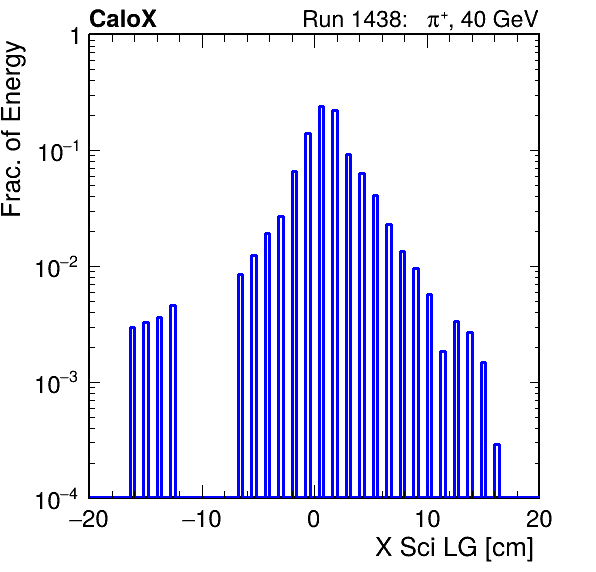 CaloX Run 1438: π⁺, 40 GeV
Frac. of Energy
1
10⁻¹
10⁻²
10⁻³
10⁻⁴
−20 −10 0 10 20
X Sci LG [cm]